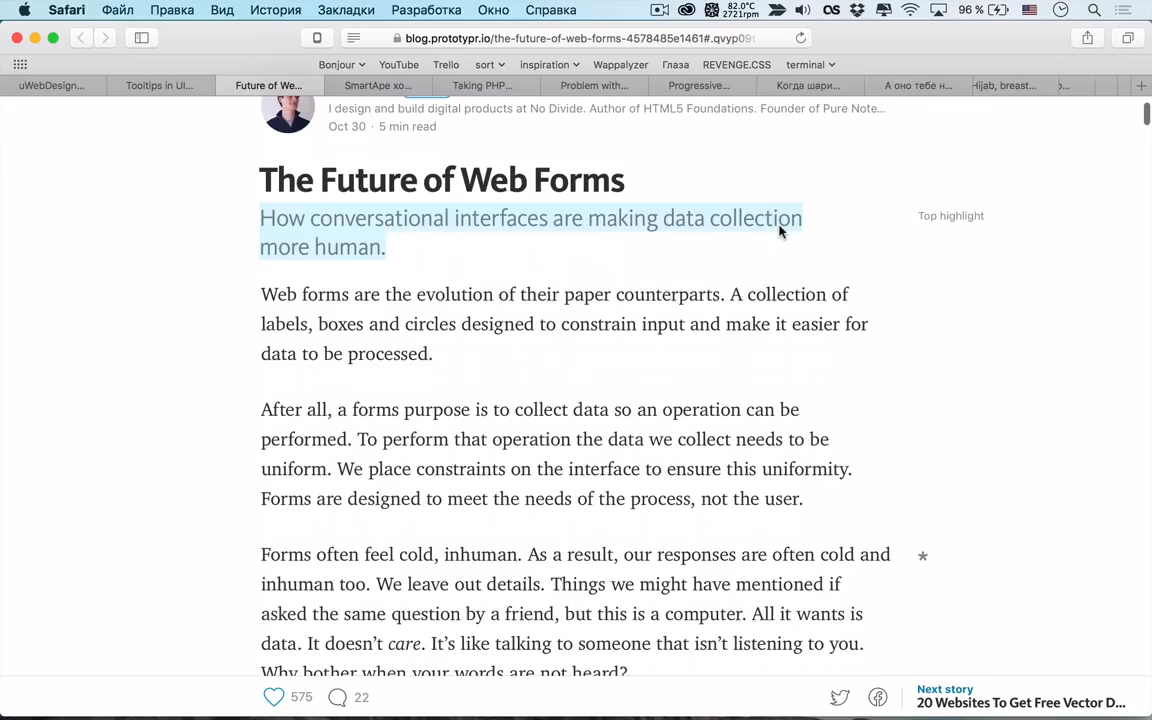 Safari Файл Правка Вид История Закладки Разработка Окно Справка 82.0°C 2721rpm 96 %
blog.prototypr.io/the-future-of-web-forms-4578485e1461#.qvyp09
Bonjour YouTube Trello sort inspiration Wappalyzer Глаза REVENGE.CSS terminal
uWebDesign... Tooltips in UI... Future of We... SmartApe хо... Taking PHP... Problem with... Progressive... Когда шари... А оно тебе н... Hijab, breast...
I design and build digital products at No Divide. Author of HTML5 Foundations. Founder of Pure Note...
Oct 30 · 5 min read
The Future of Web Forms
How conversational interfaces are making data collection
Top highlight
more human.
Web forms are the evolution of their paper counterparts. A collection of
labels, boxes and circles designed to constrain input and make it easier for
data to be processed.
After all, a forms purpose is to collect data so an operation can be
performed. To perform that operation the data we collect needs to be
uniform. We place constraints on the interface to ensure this uniformity.
Forms are designed to meet the needs of the process, not the user.
Forms often feel cold, inhuman. As a result, our responses are often cold and
*
inhuman too. We leave out details. Things we might have mentioned if
asked the same question by a friend, but this is a computer. All it wants is
data. It doesn't care. It's like talking to someone that isn't listening to you.
Why bother when your words are not heard?
575 22
Next story
20 Websites To Get Free Vector D...